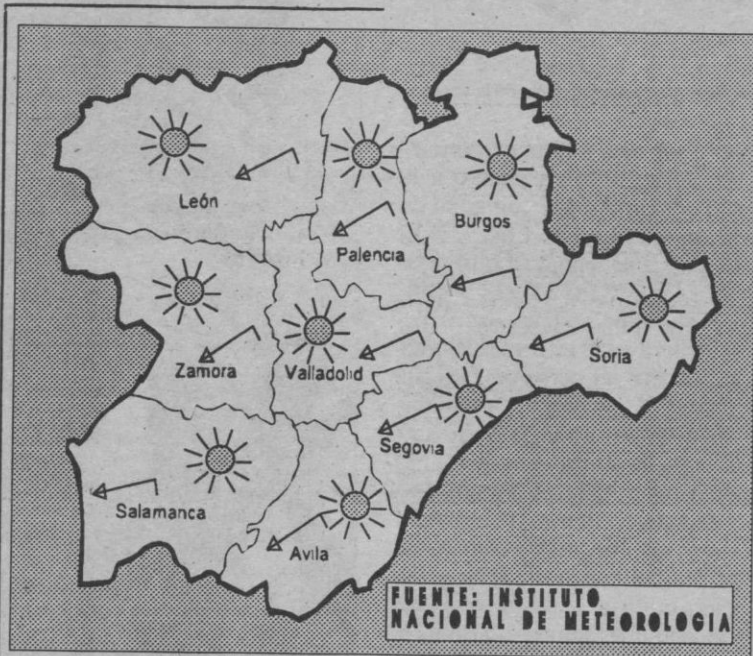 León
Palencia
Burgos
Zamora
Valladolid
Soria
Segovia
Salamanca
Avila
FUENTE: INSTITUTO
NACIONAL DE METEOROLOGIA